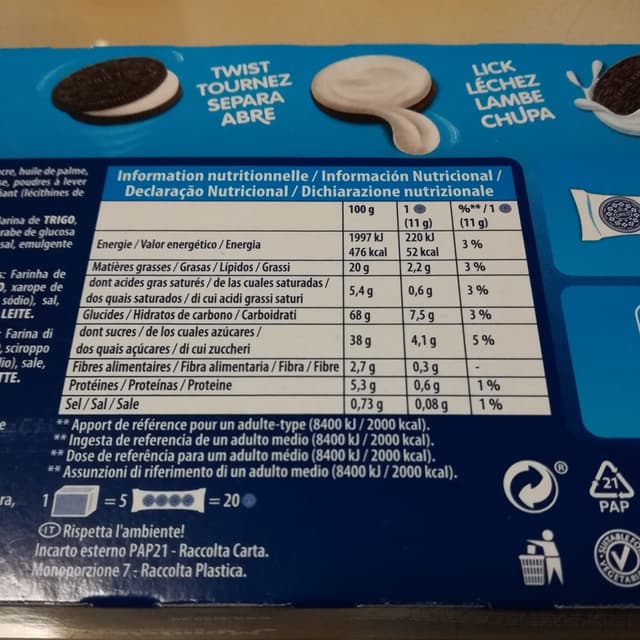 TWIST
TOURNEZ
SEPARA
ABRE
LICK
LÈCHEZ
LAMBE
CHUPA
cre, huile de palme,
se, poudres à lever
iant (lécithines de
arina de TRIGO,
rabe de glucosa
sal, emulgente
s: Farinha de
O, xarope de
sódio), sal,
LEITE.
Farina di
, sciroppo
io), sale,
TTE.
Information nutritionnelle / Información Nutricional /
Declaração Nutricional / Dichiarazione nutrizionale
100 g 1 (11 g) %** / 1 (11 g)
Energie / Valor energético / Energia 1997 kJ 476 kcal 220 kJ 52 kcal 3 %
Matières grasses / Grasas / Lípidos / Grassi 20 g 2,2 g 3 %
dont acides gras saturés / de las cuales saturadas /
dos quais saturados / di cui acidi grassi saturi 5,4 g 0,6 g 3 %
Glucides / Hidratos de carbono / Carboidrati 68 g 7,5 g 3 %
dont sucres / de los cuales azúcares /
dos quais açúcares / di cui zuccheri 38 g 4,1 g 5 %
Fibres alimentaires / Fibra alimentaria / Fibra / Fibre 2,7 g 0,3 g -
Protéines / Proteínas / Proteine 5,3 g 0,6 g 1 %
Sel / Sal / Sale 0,73 g 0,08 g 1 %
** Apport de référence pour un adulte-type (8400 kJ / 2000 kcal).
** Ingesta de referencia de un adulto medio (8400 kJ / 2000 kcal).
** Dose de referência para um adulto médio (8400 kJ / 2000 kcal).
** Assunzioni di riferimento di un adulto medio (8400 kJ / 2000 kcal).
ra, 1 = 5 = 20
IT Rispetta l'ambiente!
Incarto esterno PAP21 - Raccolta Carta.
Monoporzione 7 - Raccolta Plastica.
®
21
PAP
SUITABLE FO
VEGETAR